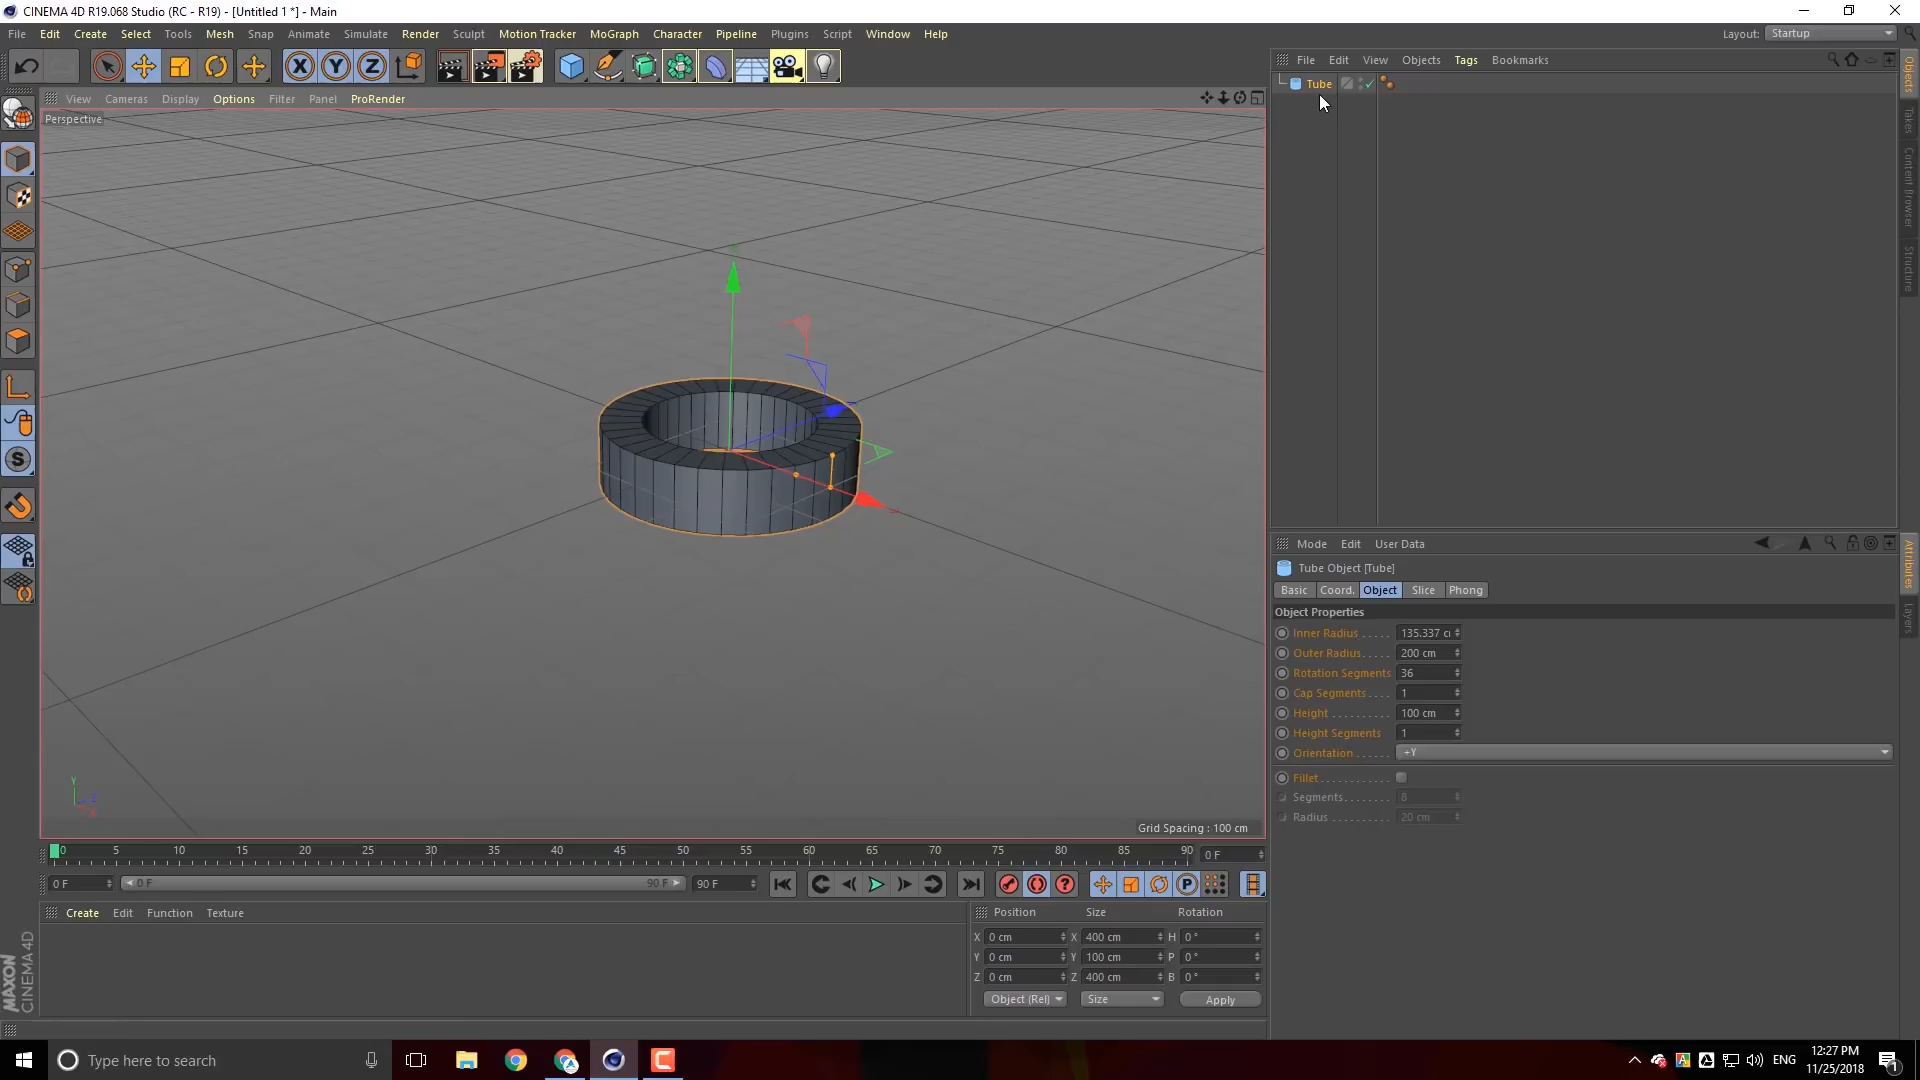 CINEMA 4D R19.068 Studio (RC - R19) - [Untitled 1 *] - Main
File Edit Create Select Tools Mesh Snap Animate Simulate Render Sculpt Motion Tracker MoGraph Character Pipeline Plugins Script Window Help
Layout: Startup
View Cameras Display Options Filter Panel ProRender
Perspective
Grid Spacing : 100 cm
File Edit View Objects Tags Bookmarks
Tube
Objects
Takes
Content Browser
Structure
Mode Edit User Data
Tube Object [Tube]
Basic Coord. Object Slice Phong
Object Properties
Inner Radius 135.337 c
Outer Radius 200 cm
Rotation Segments 36
Cap Segments 1
Height 100 cm
Height Segments 1
Orientation +Y
Fillet
Segments 8
Radius 20 cm
Attributes
Layers
0 5 10 15 20 25 30 35 40 45 50 55 60 65 70 75 80 85 90 0 F
0 F 0 F 90 F 90 F
Create Edit Function Texture
Position Size Rotation
X 0 cm X 400 cm H 0 °
Y 0 cm Y 100 cm P 0 °
Z 0 cm Z 400 cm B 0 °
Object (Rel) Size Apply
MAXON
CINEMA 4D
Type here to search
ENG
12:27 PM
11/25/2018